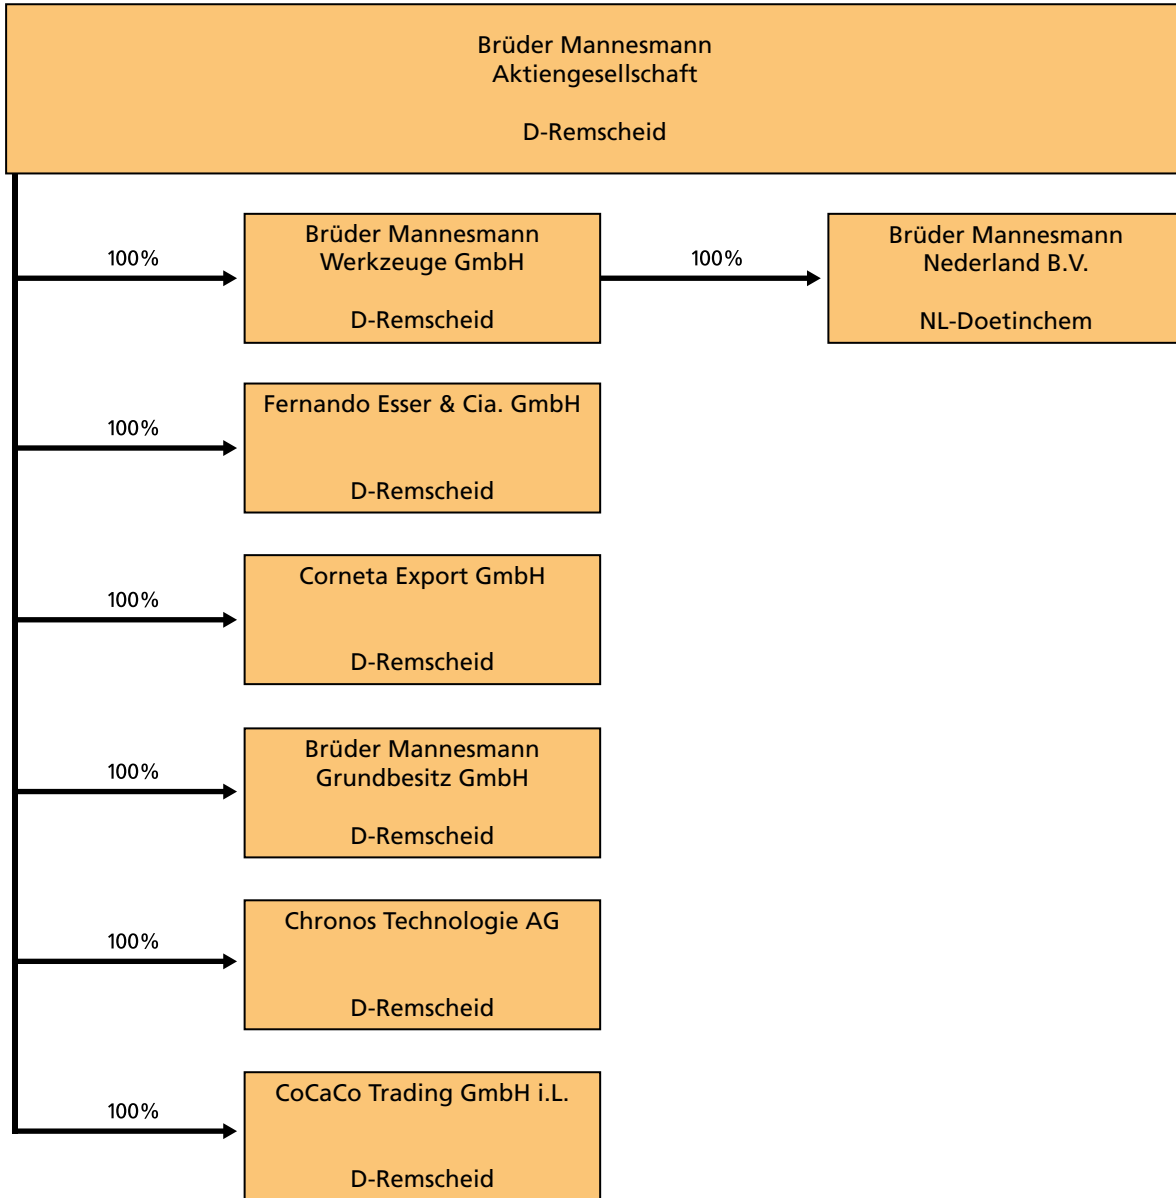 Brüder Mannesmann
Aktiengesellschaft
D-Remscheid
100%
Brüder Mannesmann
Werkzeuge GmbH
D-Remscheid
100%
Brüder Mannesmann
Nederland B.V.
NL-Doetinchem
100%
Fernando Esser & Cia. GmbH
D-Remscheid
100%
Corneta Export GmbH
D-Remscheid
100%
Brüder Mannesmann
Grundbesitz GmbH
D-Remscheid
100%
Chronos Technologie AG
D-Remscheid
100%
CoCaCo Trading GmbH i.L.
D-Remscheid